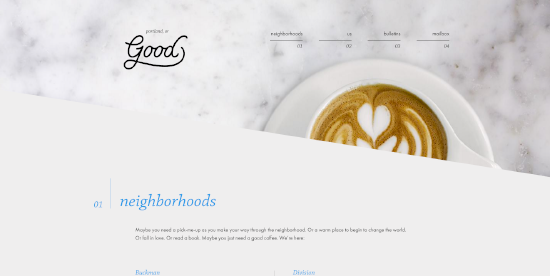 portland is
Good
neighborhoods us bulletins mailbox
01 02 03 04
01 neighborhoods
Maybe you need a pick-me-up as you make your way through the neighborhood. Or a warm place to begin to change the world.
Or fall in love. Or read a book. Maybe you just need a good coffee. We're here!
Buckman Division